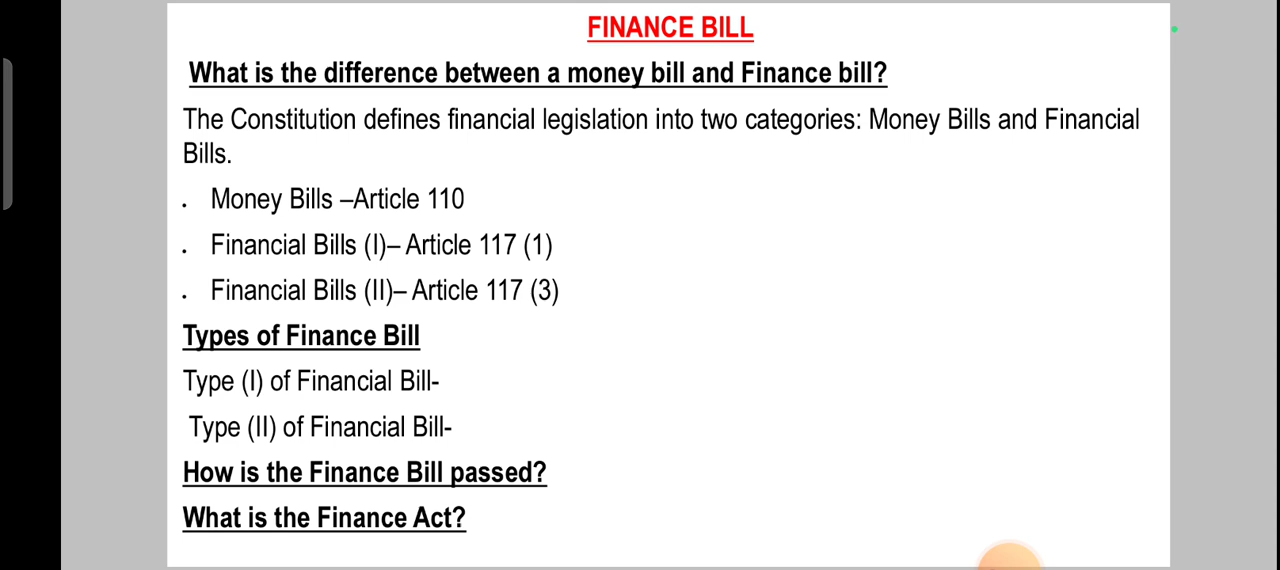 FINANCE BILL
What is the difference between a money bill and Finance bill?
The Constitution defines financial legislation into two categories: Money Bills and Financial
Bills.
. Money Bills –Article 110
. Financial Bills (I)– Article 117 (1)
. Financial Bills (II)– Article 117 (3)
Types of Finance Bill
Type (I) of Financial Bill-
Type (II) of Financial Bill-
How is the Finance Bill passed?
What is the Finance Act?